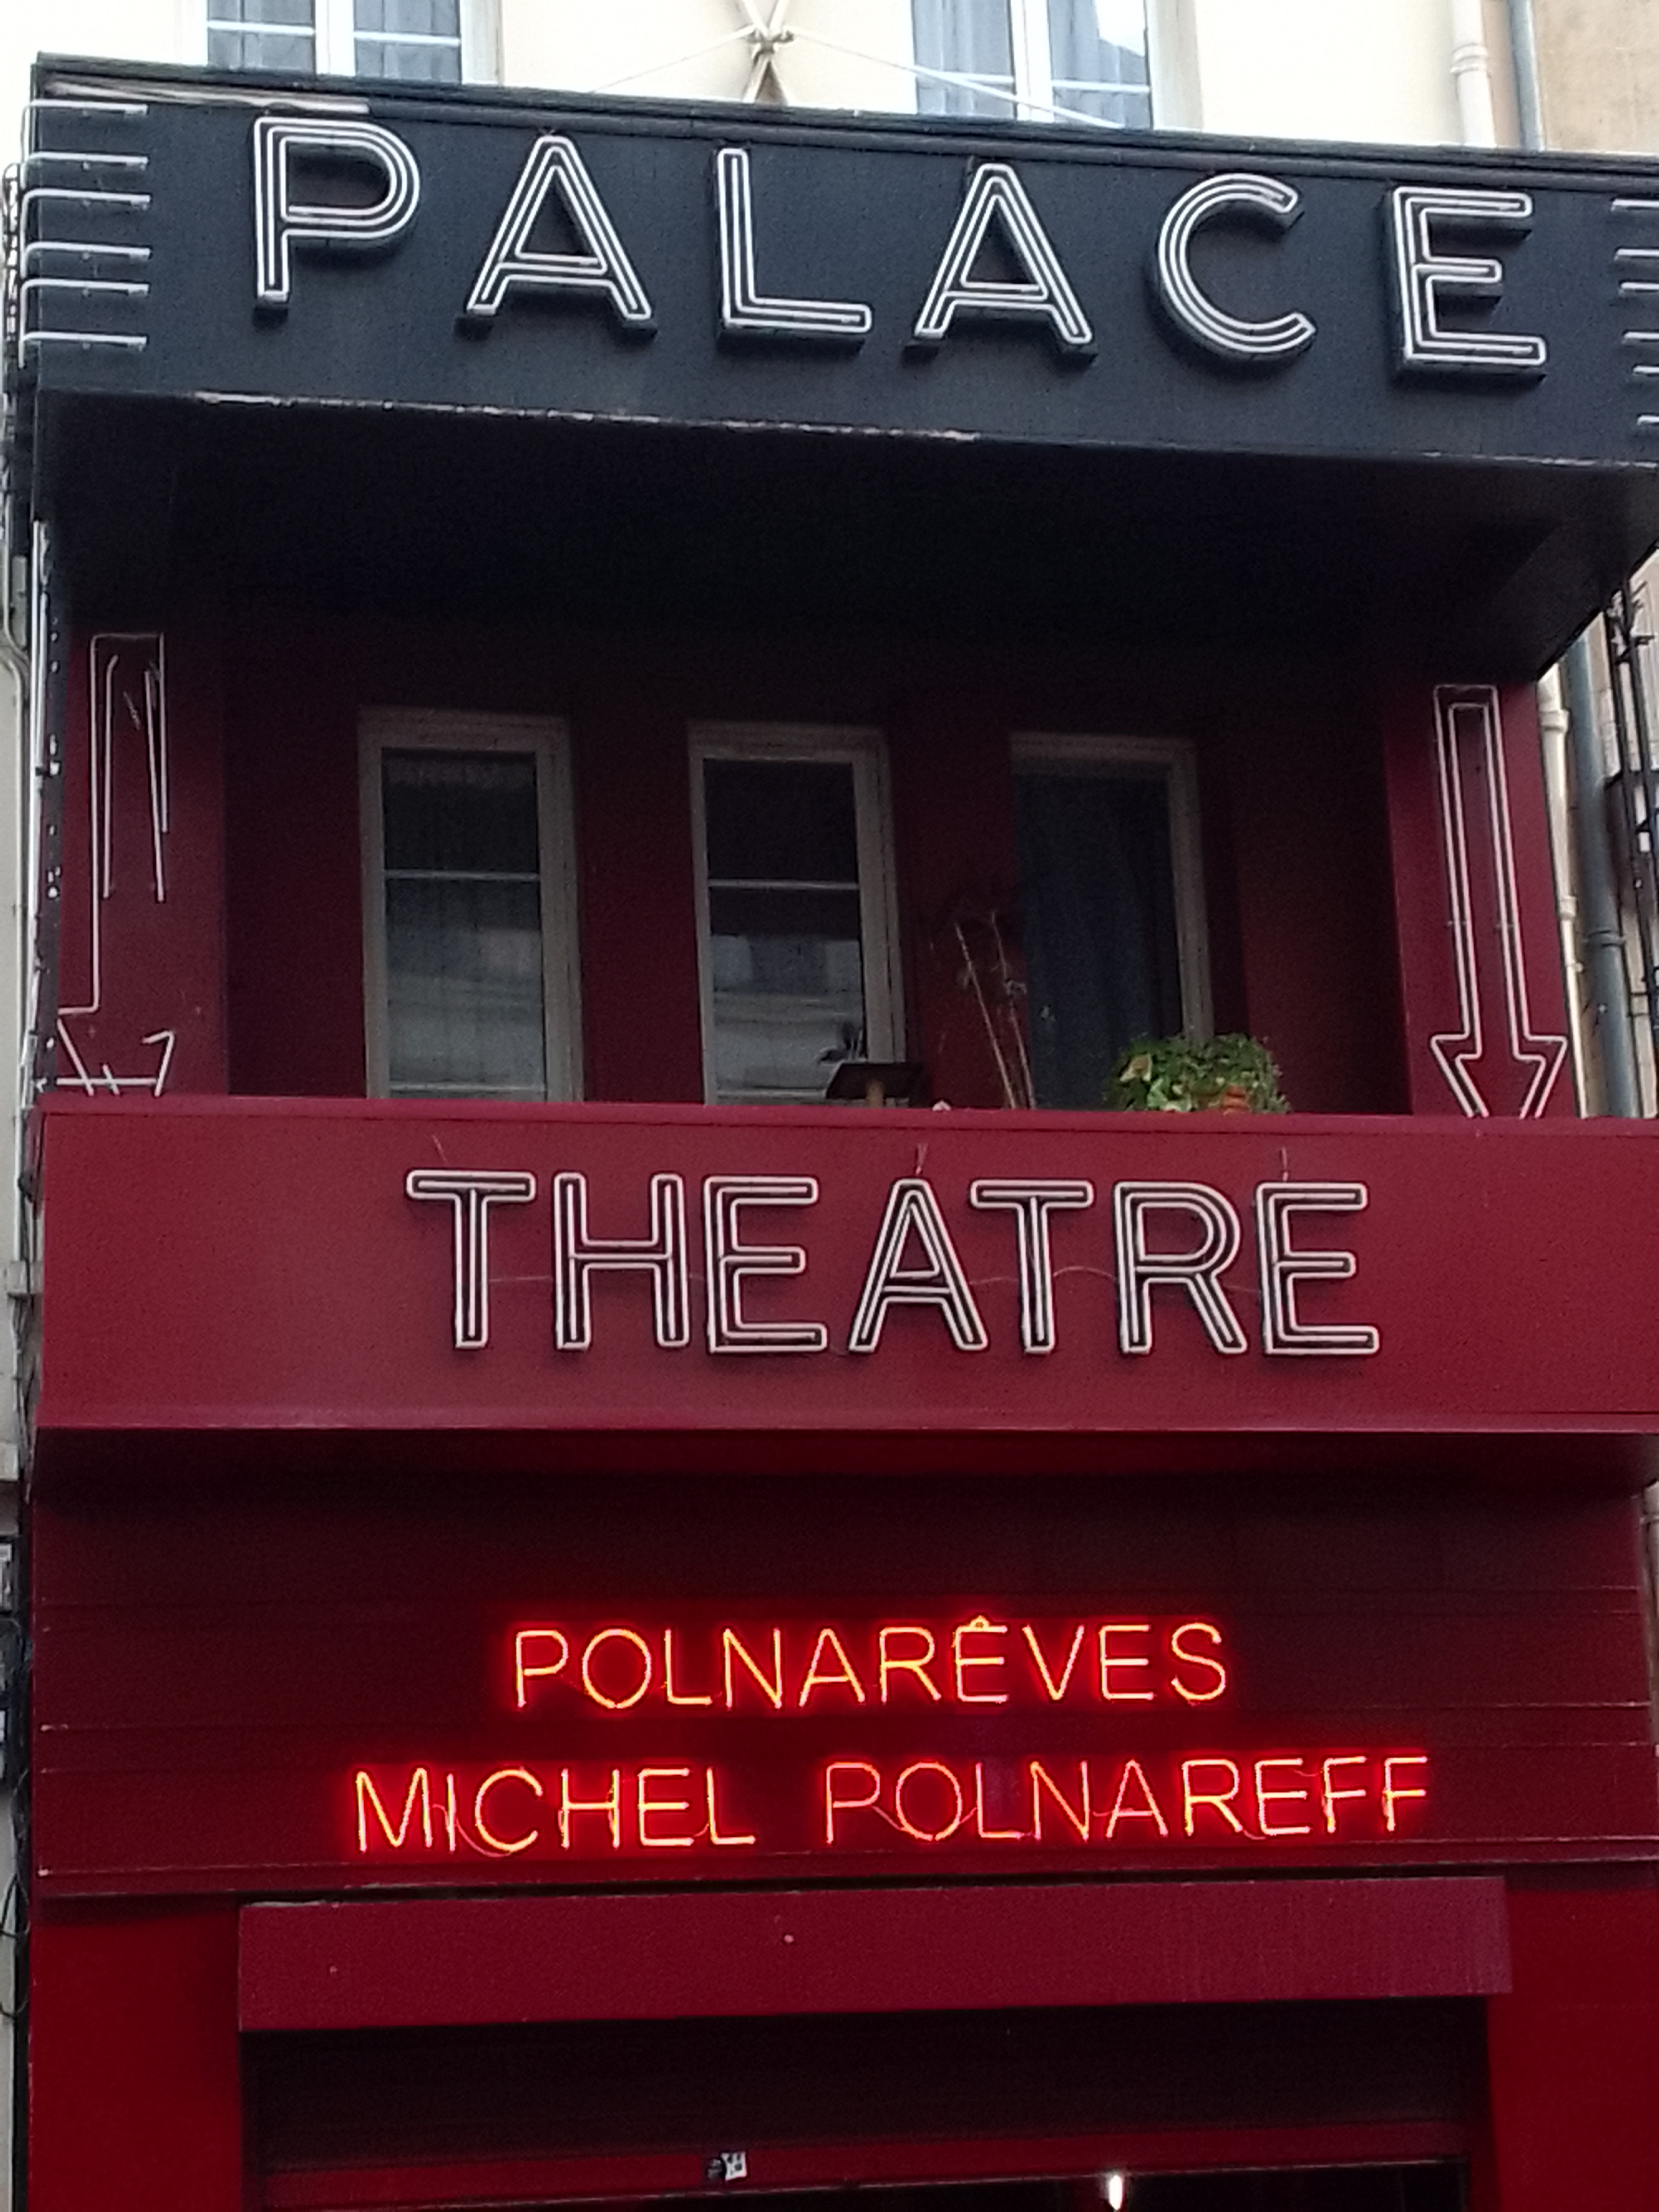 PALACE
THEATRE
POLNARÊVES
MICHEL POLNAREFF